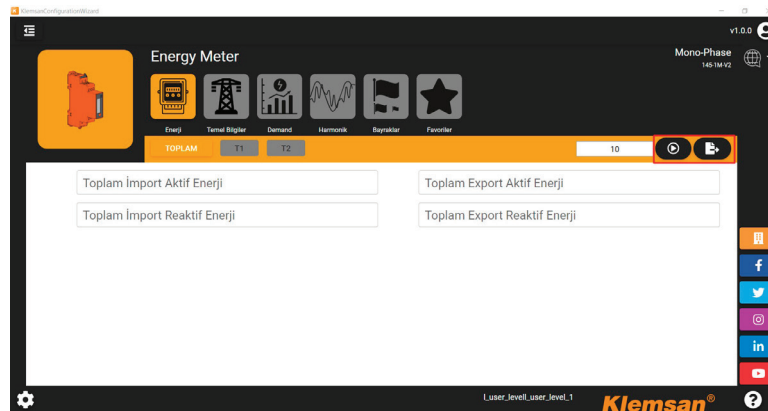 KlemsanConfigurationWizard
v1.0.0
Energy Meter
Mono-Phase
145-1M-V2
Enerji
Temel Bilgiler
Demand
Harmonik
Bayraklar
Favoriler
TOPLAM
T1
T2
10
Toplam İmport Aktif Enerji
Toplam Export Aktif Enerji
Toplam İmport Reaktif Enerji
Toplam Export Reaktif Enerji
l_user_levell_user_level_1
Klemsan®